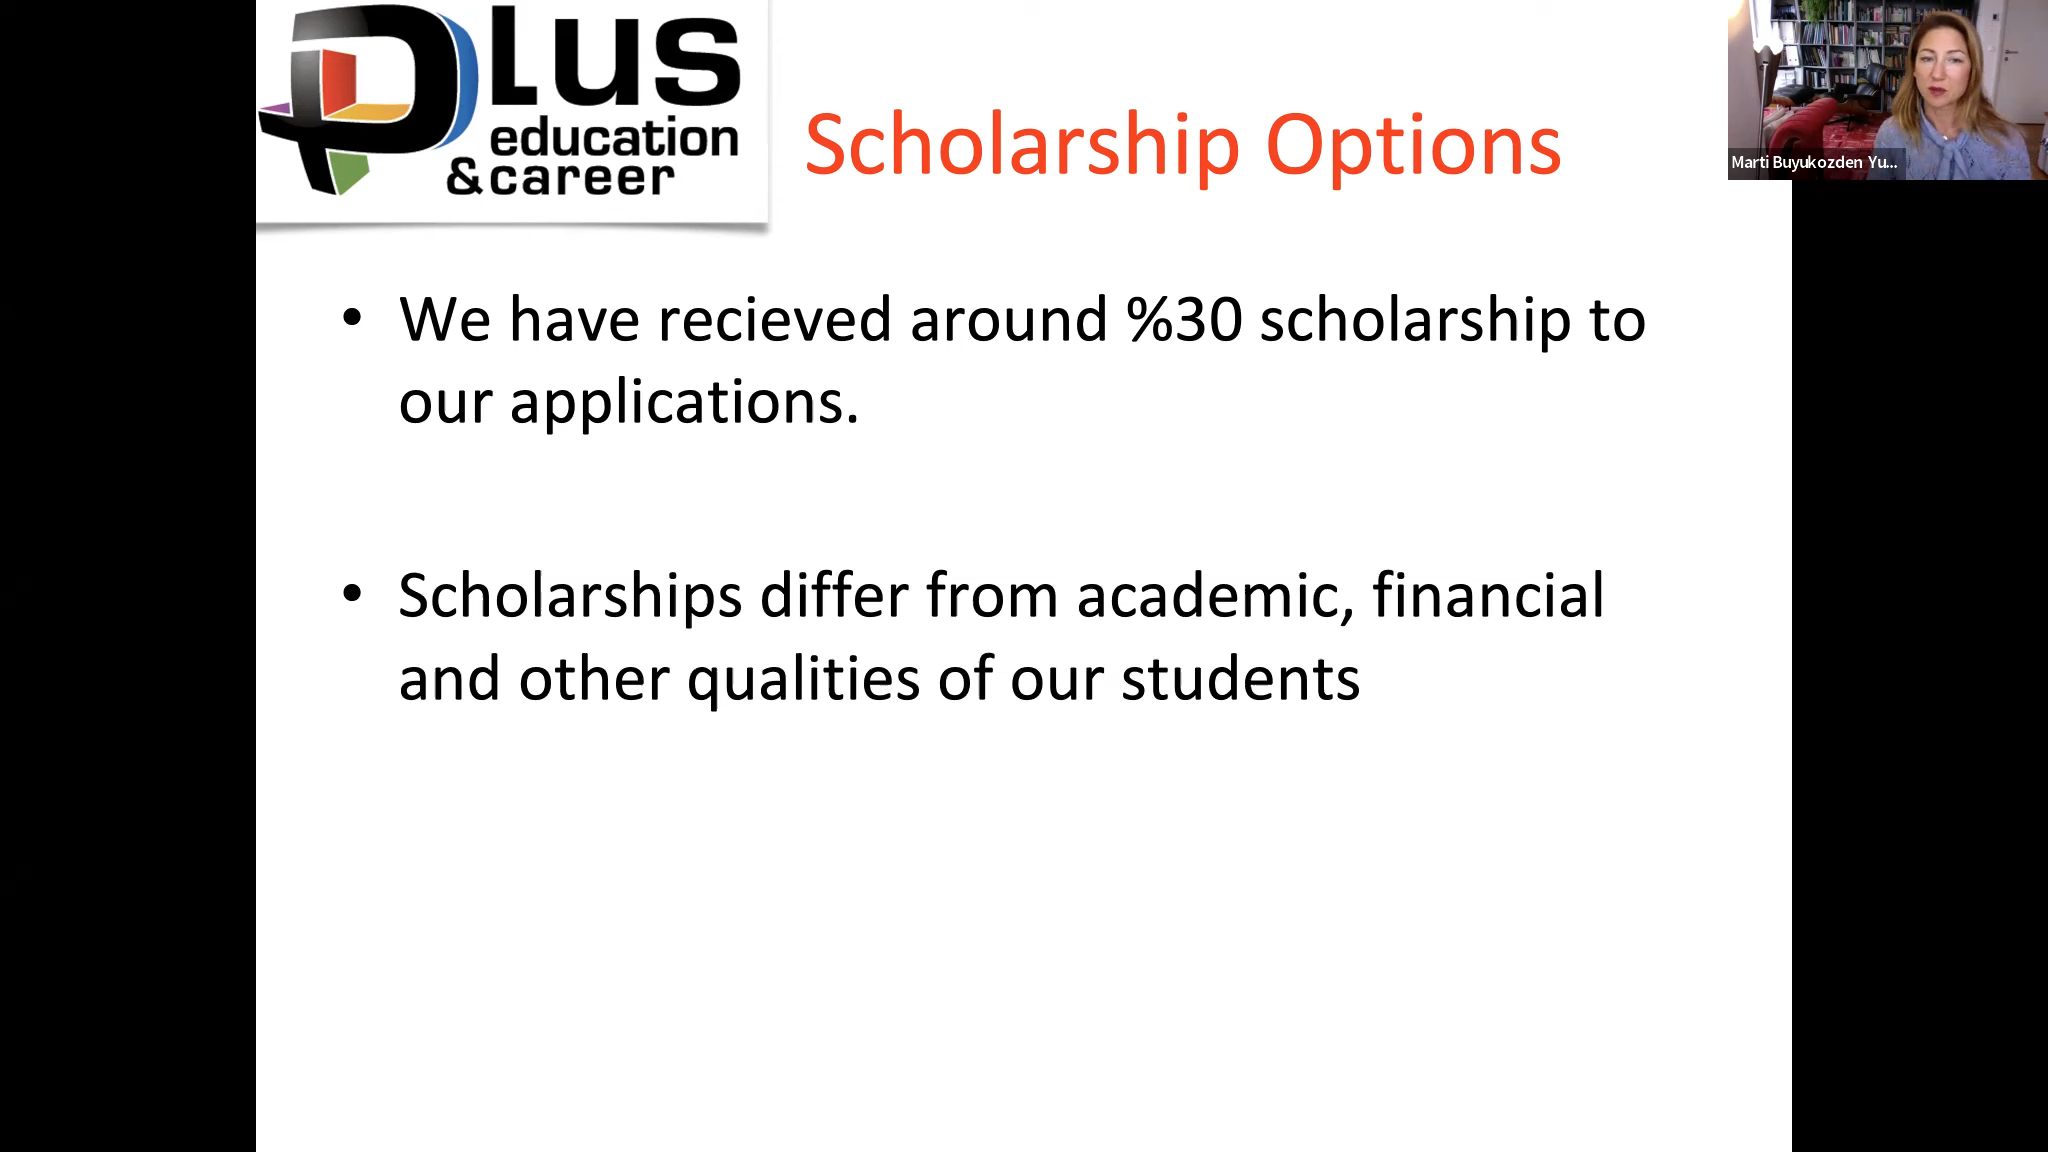 Plus
education
& career
Scholarship Options
Marti Buyukozden Yu...
• We have recieved around %30 scholarship to
our applications.
• Scholarships differ from academic, financial
and other qualities of our students